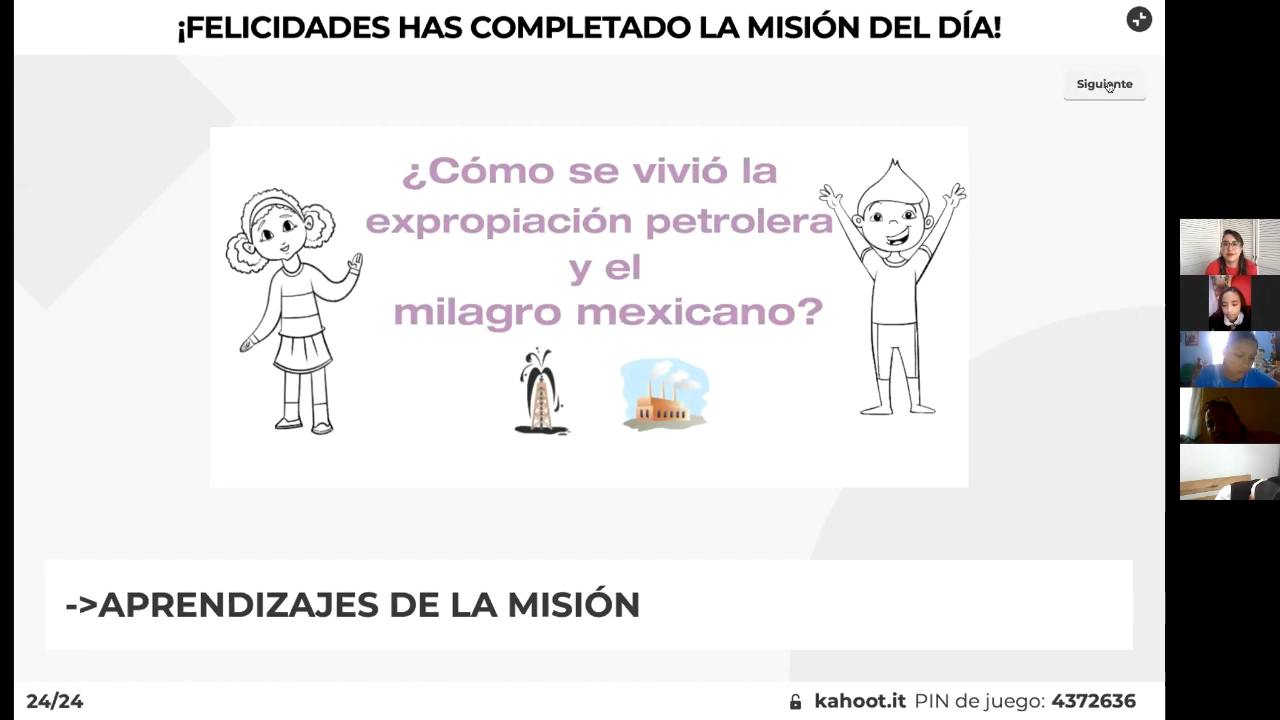 ¡FELICIDADES HAS COMPLETADO LA MISIÓN DEL DÍA!
Siguiente
¿Cómo se vivió la
expropiación petrolera
y el
milagro mexicano?
->APRENDIZAJES DE LA MISIÓN
24/24
kahoot.it PIN de juego: 4372636